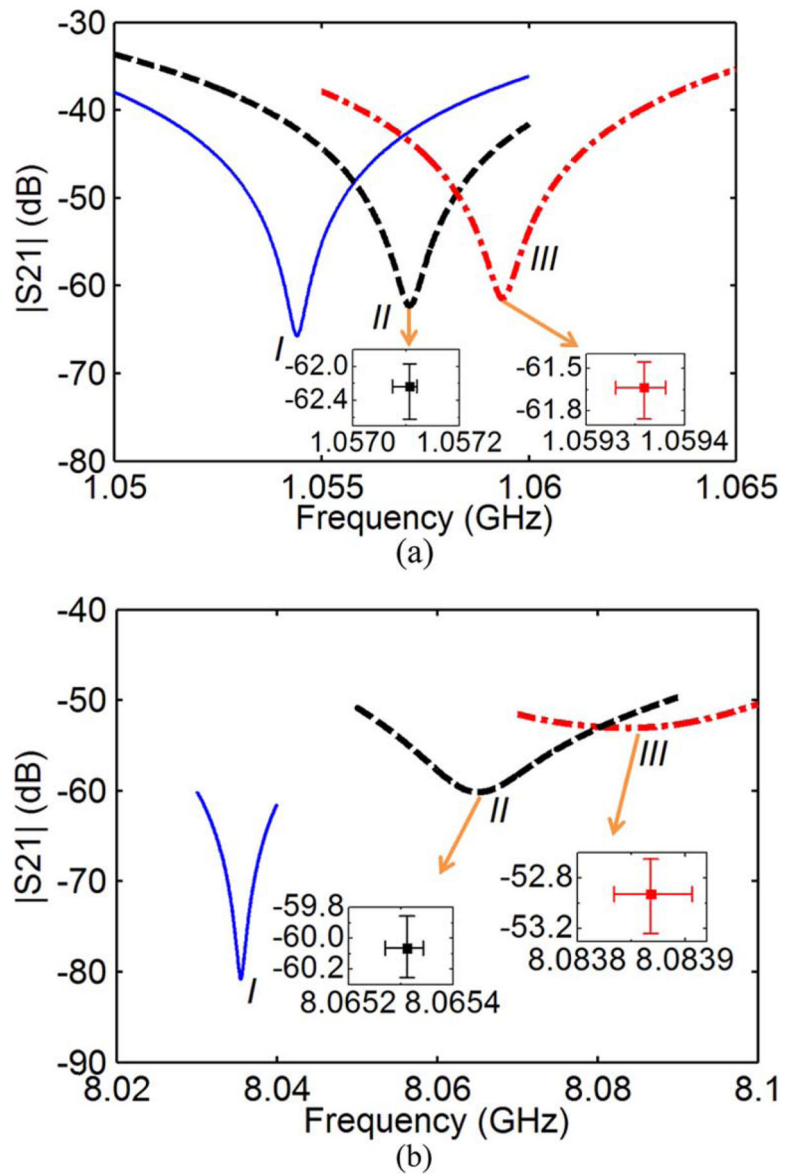 -30
-40
-50
-60
-70
-80
|S21| (dB)
I
II
III
-62.0
-62.4
1.0570 1.0572
-61.5
-61.8
1.0593 1.0594
1.05 1.055 1.06 1.065
Frequency (GHz)
(a)
-40
-50
-60
-70
-80
-90
|S21| (dB)
I
II
III
-59.8
-60.0
-60.2
8.0652 8.0654
-52.8
-53.2
8.0838 8.0839
8.02 8.04 8.06 8.08 8.1
Frequency (GHz)
(b)